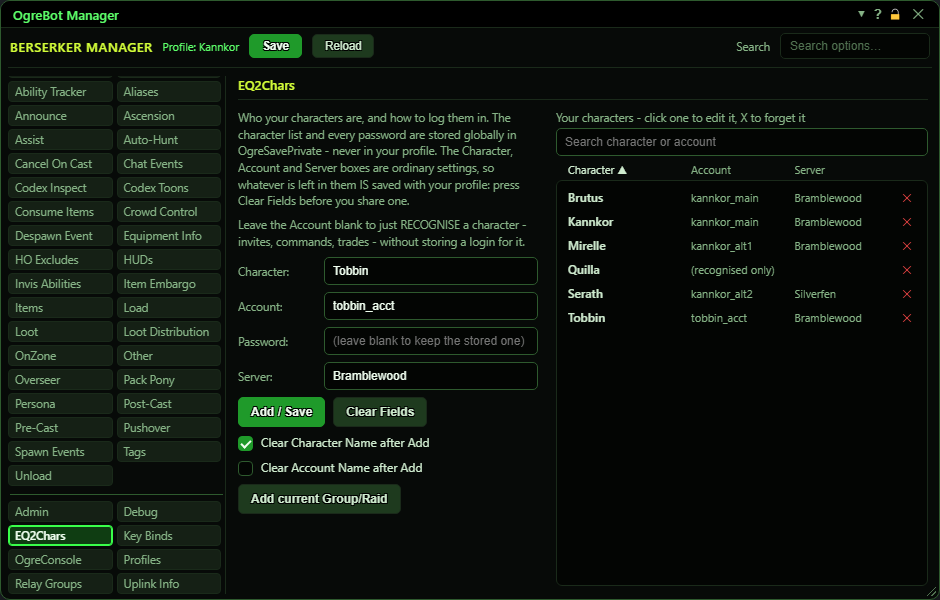 OgreBot Manager
?
BERSERKER MANAGER Profile: Kannkor Save Reload Search Search options...
Ability Tracker Aliases
Announce Ascension
Assist Auto-Hunt
Cancel On Cast Chat Events
Codex Inspect Codex Toons
Consume Items Crowd Control
Despawn Event Equipment Info
HO Excludes HUDs
Invis Abilities Item Embargo
Items Load
Loot Loot Distribution
OnZone Other
Overseer Pack Pony
Persona Post-Cast
Pre-Cast Pushover
Spawn Events Tags
Unload
Admin Debug
EQ2Chars Key Binds
OgreConsole Profiles
Relay Groups Uplink Info
EQ2Chars
Who your characters are, and how to log them in. The
character list and every password are stored globally in
OgreSavePrivate - never in your profile. The Character,
Account and Server boxes are ordinary settings, so
whatever is left in them IS saved with your profile: press
Clear Fields before you share one.
Leave the Account blank to just RECOGNISE a character -
invites, commands, trades - without storing a login for it.
Character: Tobbin
Account: tobbin_acct
Password: (leave blank to keep the stored one)
Server: Bramblewood
Add / Save Clear Fields
Clear Character Name after Add
Clear Account Name after Add
Add current Group/Raid
Your characters - click one to edit it, X to forget it
Search character or account
Character ▲ Account Server
Brutus kannkor_main Bramblewood
Kannkor kannkor_main Bramblewood
Mirelle kannkor_alt1 Bramblewood
Quilla (recognised only)
Serath kannkor_alt2 Silverfen
Tobbin tobbin_acct Bramblewood